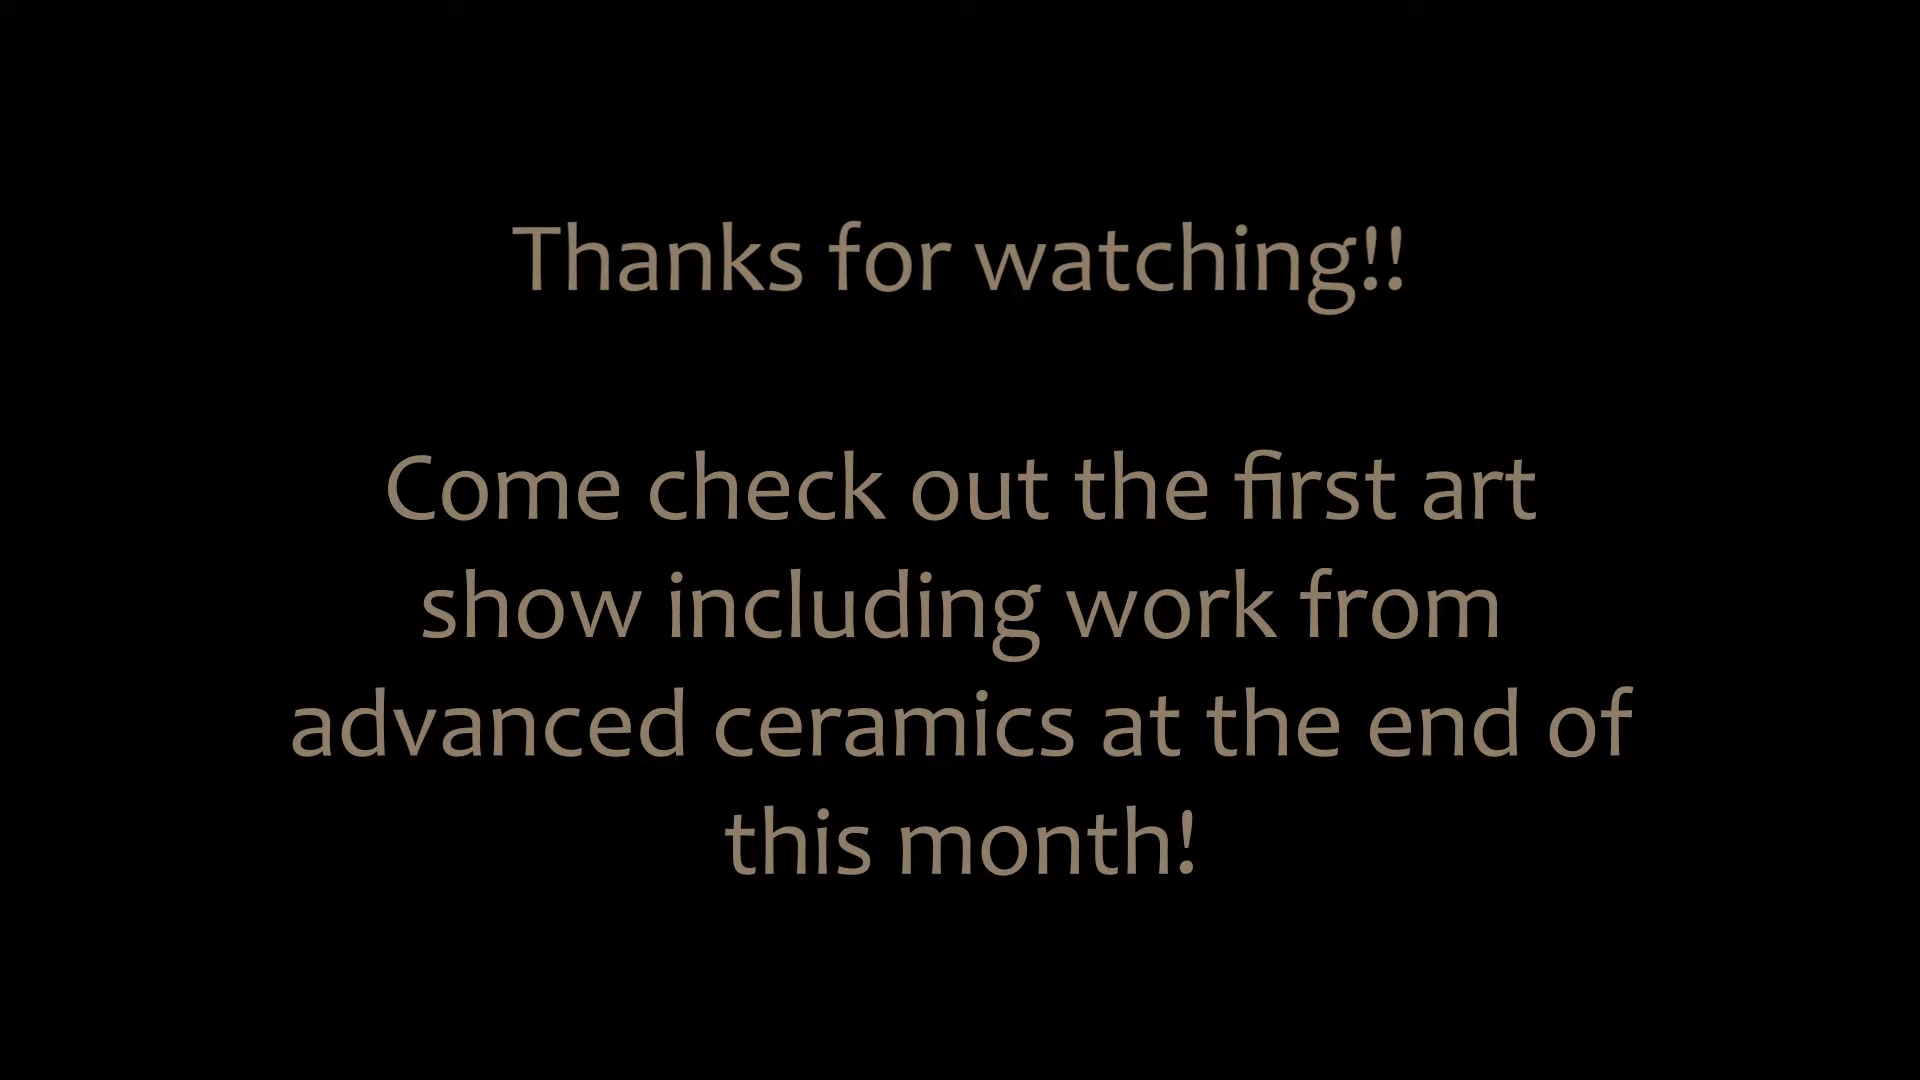 Thanks for watching!!
Come check out the first art
show including work from
advanced ceramics at the end of
this month!